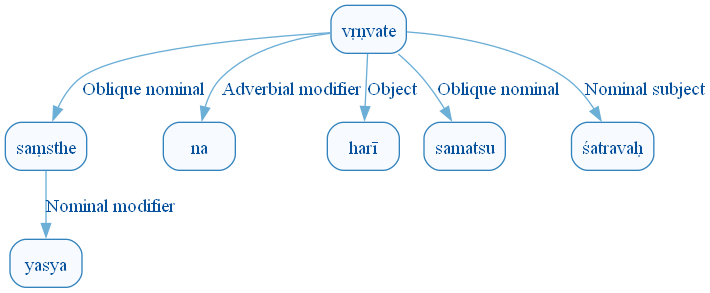 vṛṇvate
Oblique nominal
Adverbial modifier
Object
Oblique nominal
Nominal subject
saṃsthe
na
harī
samatsu
śatravaḥ
Nominal modifier
yasya